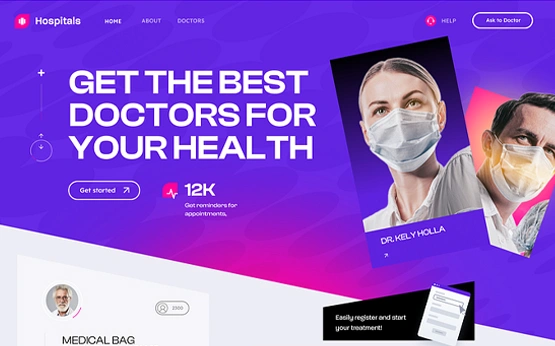 Hospitals
HOME
ABOUT
DOCTORS
HELP
Ask to Doctor
GET THE BEST
DOCTORS FOR
YOUR HEALTH
Get started
12K
Get reminders for
appointments,
DR. KELY HOLLA
Easily register and start
your treatment!
MEDICAL BAG